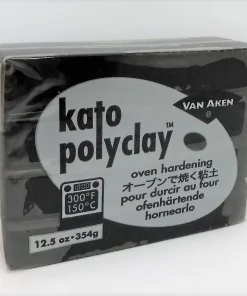 VAN AKEN
®
kato
polyclay™
oven hardening
オーブンで焼く粘土
pour durcir au four
ofenhärtende
hornearlo
300°F
150°C
12.5 oz • 354g